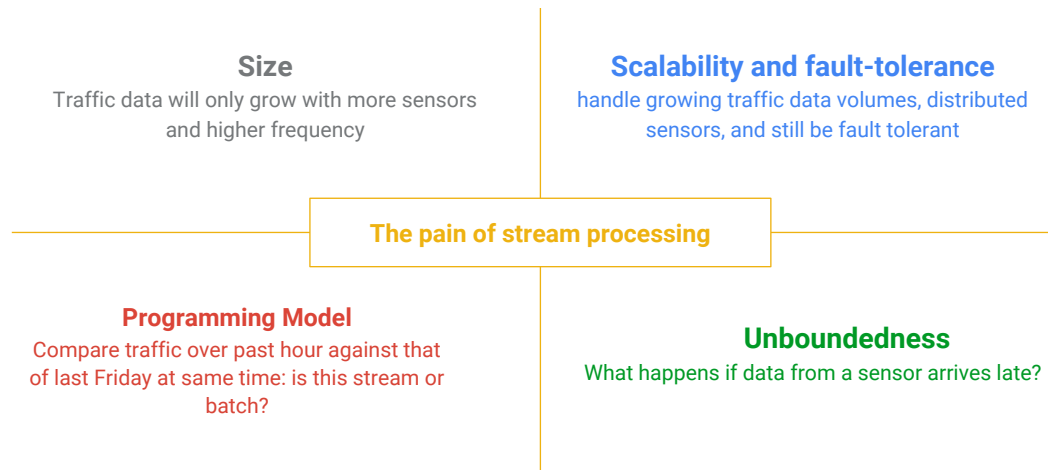 Size
Traffic data will only grow with more sensors
and higher frequency
Scalability and fault-tolerance
handle growing traffic data volumes, distributed
sensors, and still be fault tolerant
The pain of stream processing
Programming Model
Compare traffic over past hour against that
of last Friday at same time: is this stream or
batch?
Unboundedness
What happens if data from a sensor arrives late?